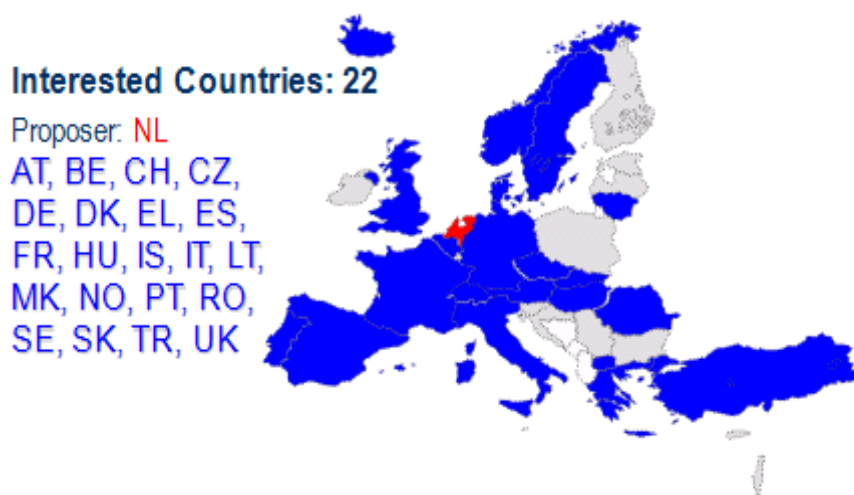 Interested Countries: 22
Proposer: NL
AT, BE, CH, CZ,
DE, DK, EL, ES,
FR, HU, IS, IT, LT,
MK, NO, PT, RO,
SE, SK, TR, UK